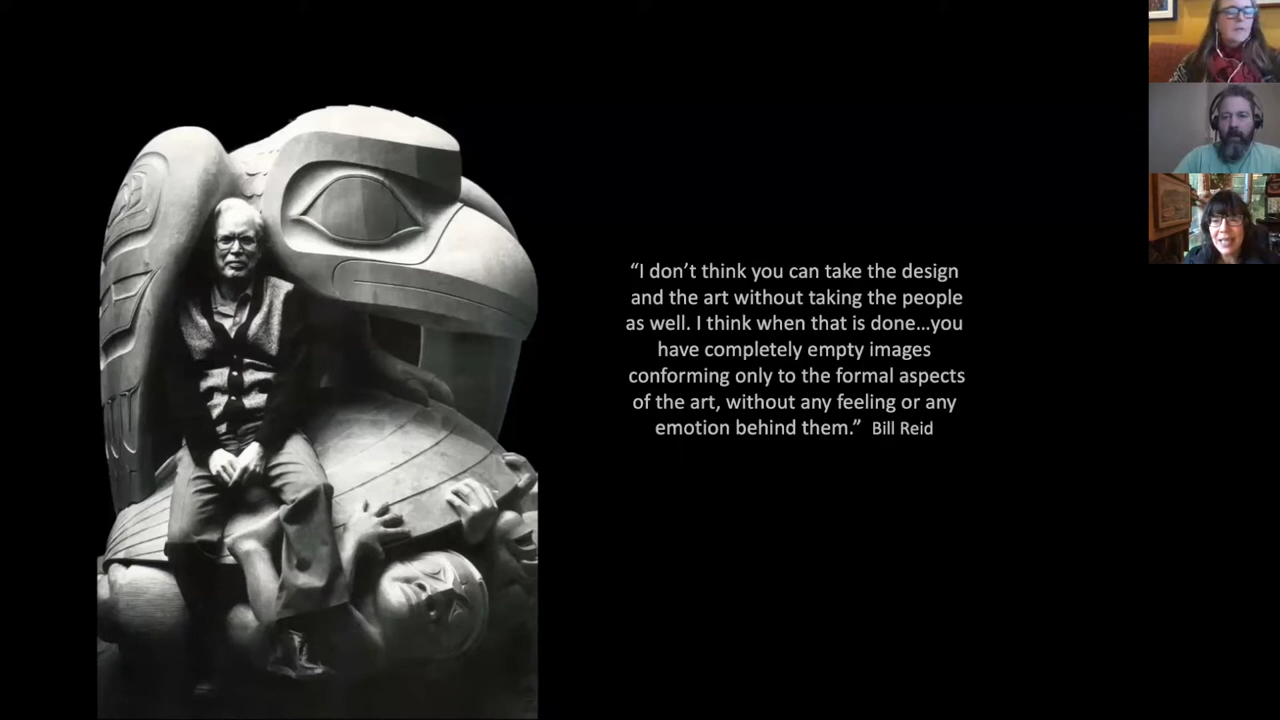 “I don’t think you can take the design
and the art without taking the people
as well. I think when that is done…you
have completely empty images
conforming only to the formal aspects
of the art, without any feeling or any
emotion behind them.” Bill Reid